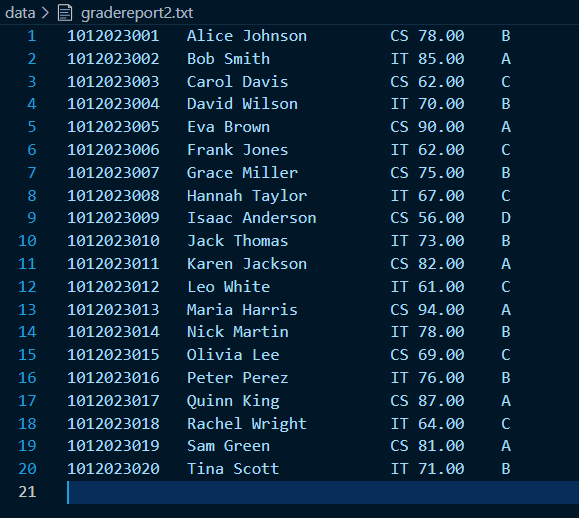 data > gradereport2.txt
1 1012023001 Alice Johnson CS 78.00 B
2 1012023002 Bob Smith IT 85.00 A
3 1012023003 Carol Davis CS 62.00 C
4 1012023004 David Wilson IT 70.00 B
5 1012023005 Eva Brown CS 90.00 A
6 1012023006 Frank Jones IT 62.00 C
7 1012023007 Grace Miller CS 75.00 B
8 1012023008 Hannah Taylor IT 67.00 C
9 1012023009 Isaac Anderson CS 56.00 D
10 1012023010 Jack Thomas IT 73.00 B
11 1012023011 Karen Jackson CS 82.00 A
12 1012023012 Leo White IT 61.00 C
13 1012023013 Maria Harris CS 94.00 A
14 1012023014 Nick Martin IT 78.00 B
15 1012023015 Olivia Lee CS 69.00 C
16 1012023016 Peter Perez IT 76.00 B
17 1012023017 Quinn King CS 87.00 A
18 1012023018 Rachel Wright IT 64.00 C
19 1012023019 Sam Green CS 81.00 A
20 1012023020 Tina Scott IT 71.00 B
21